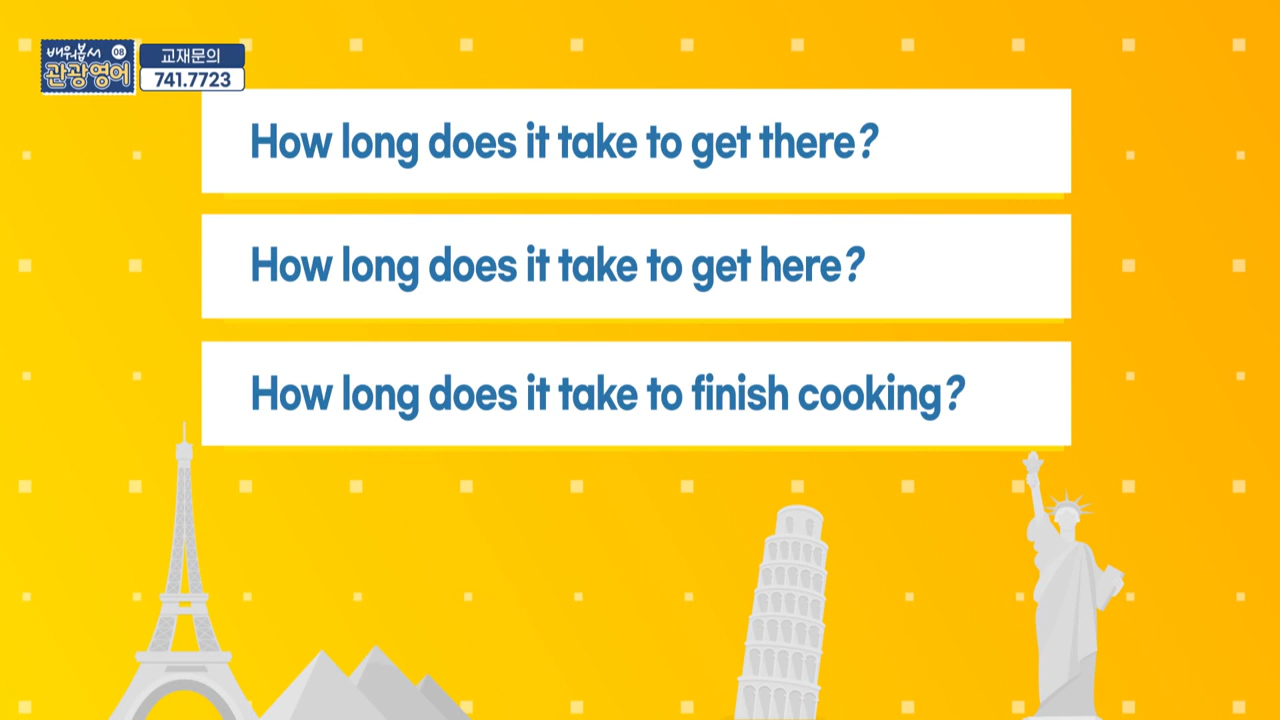 배워봅서 08
관광영어
교재문의
741.7723
How long does it take to get there?
How long does it take to get here?
How long does it take to finish cooking?